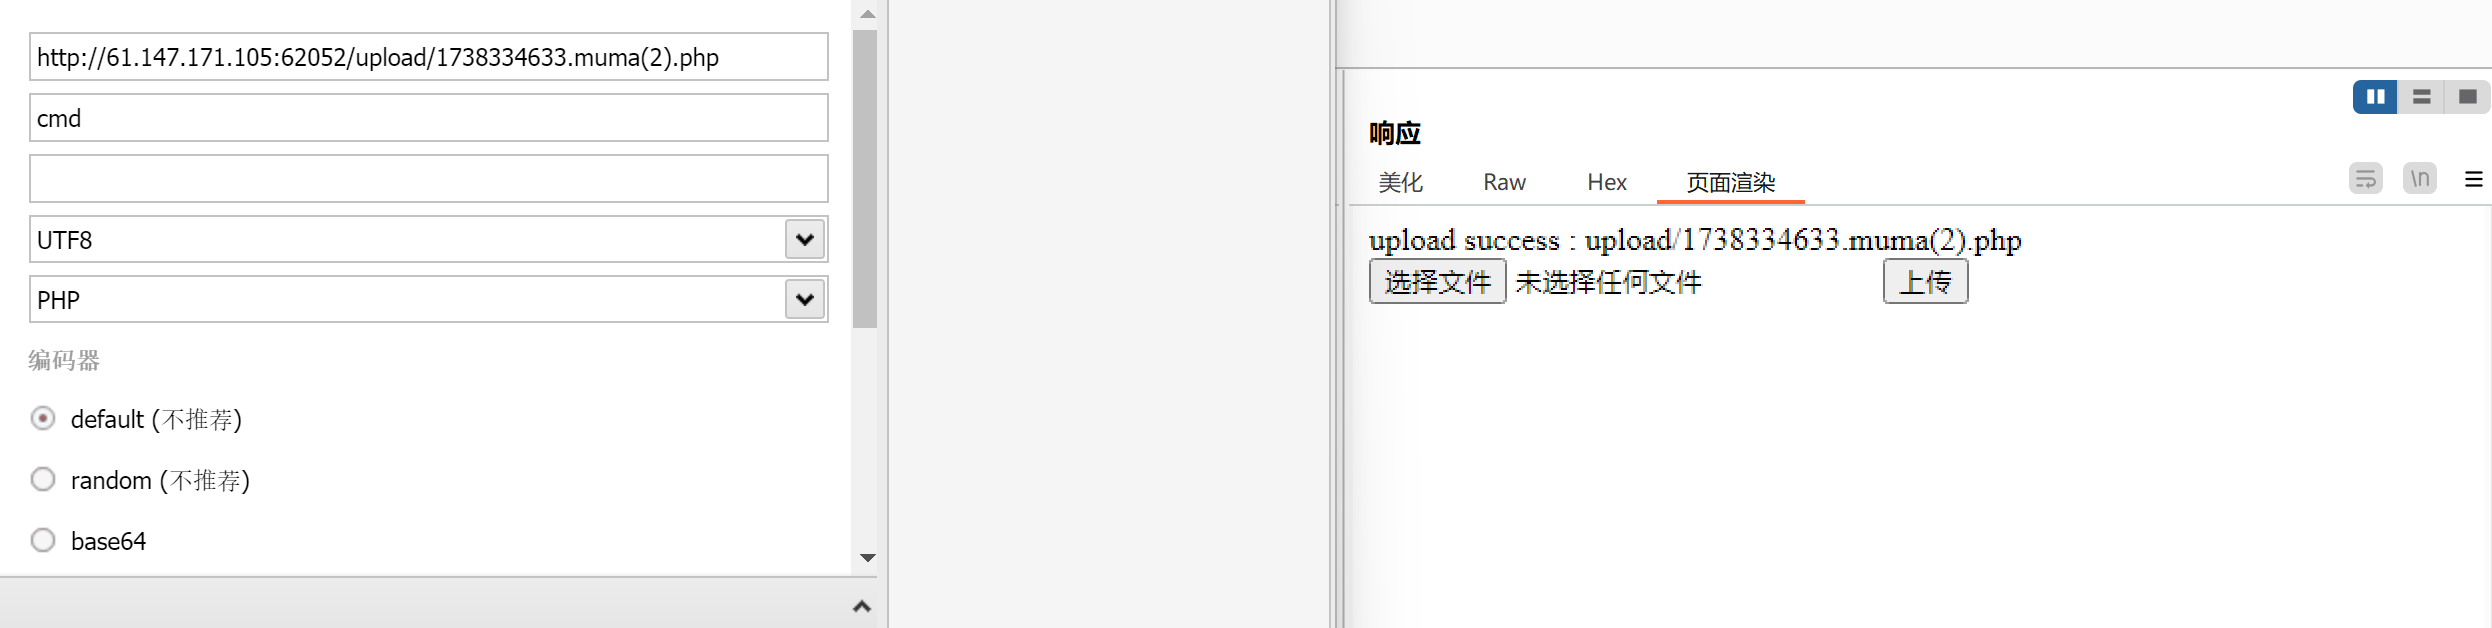 http://61.147.171.105:62052/upload/1738334633.muma(2).php
cmd
UTF8
PHP
编码器
default (不推荐)
random (不推荐)
base64
响应
美化 Raw Hex 页面渲染
\n
upload success : upload/1738334633.muma(2).php
选择文件 未选择任何文件 上传